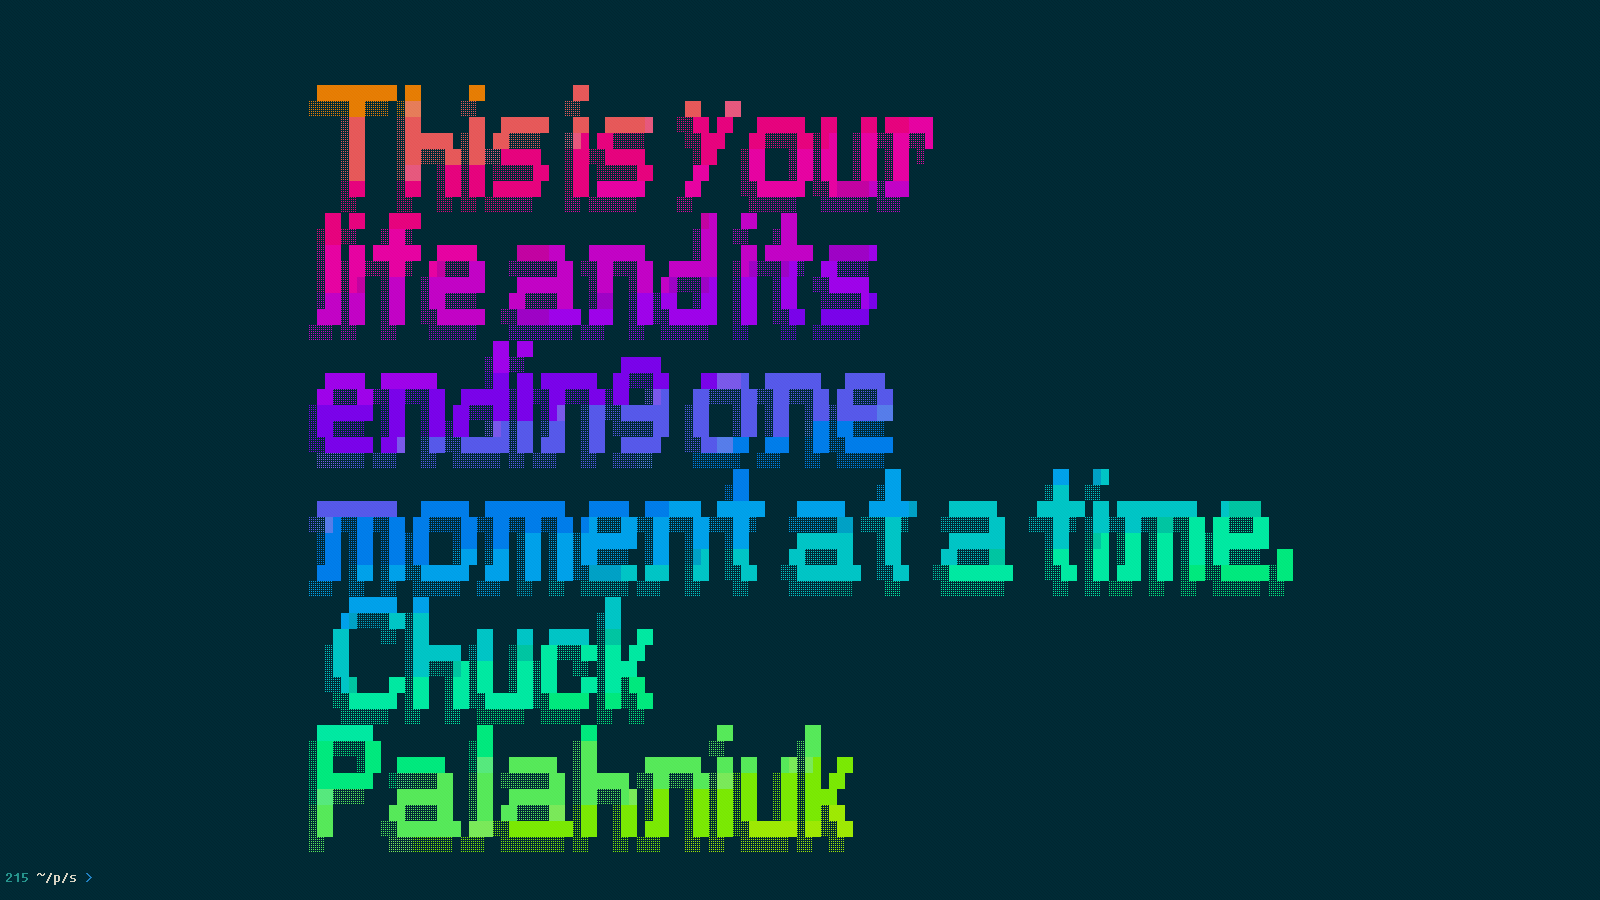 This is your
life and its
ending one
moment at a time.
Chuck
Palahniuk
215 ~/p/s >